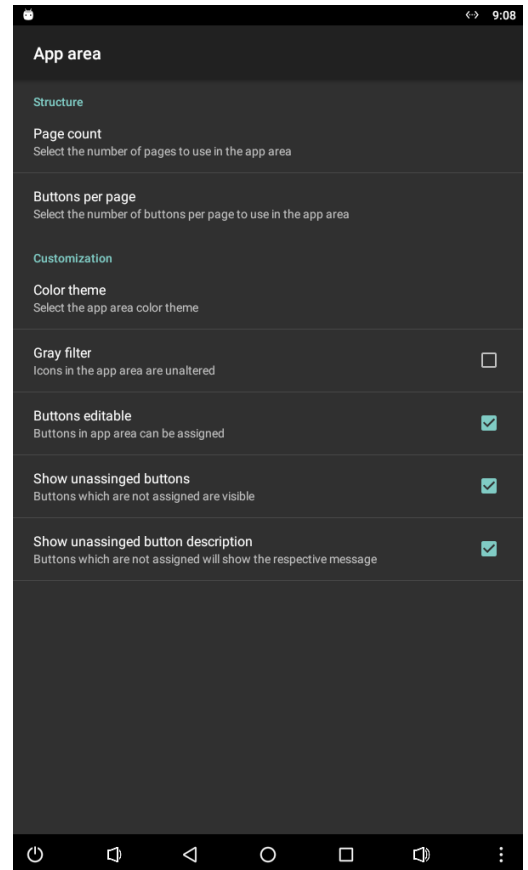 9:08
App area
Structure
Page count
Select the number of pages to use in the app area
Buttons per page
Select the number of buttons per page to use in the app area
Customization
Color theme
Select the app area color theme
Gray filter
Icons in the app area are unaltered
Buttons editable
Buttons in app area can be assigned
Show unassinged buttons
Buttons which are not assigned are visible
Show unassinged button description
Buttons which are not assigned will show the respective message